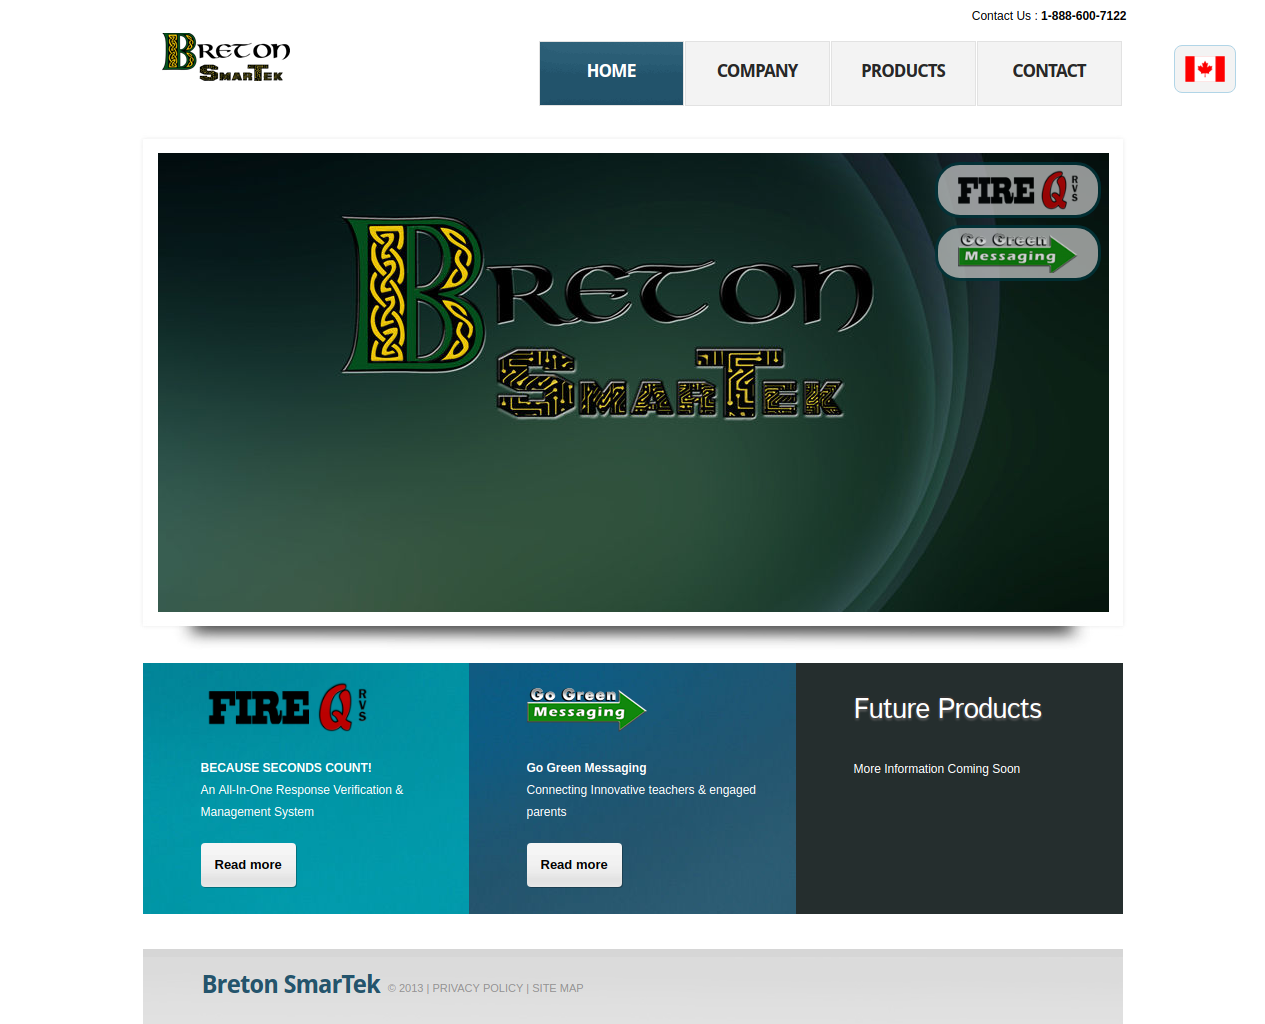 Contact Us : 1-888-600-7122
Breton
SmarTek
HOME
COMPANY
PRODUCTS
CONTACT
FIRE Q RVS
Go Green
Messaging
Breton
SmarTek
FIRE Q RVS
BECAUSE SECONDS COUNT!
An All-In-One Response Verification &
Management System
Read more
Go Green
Messaging
Go Green Messaging
Connecting Innovative teachers & engaged
parents
Read more
Future Products
More Information Coming Soon
Breton SmarTek © 2013 | PRIVACY POLICY | SITE MAP